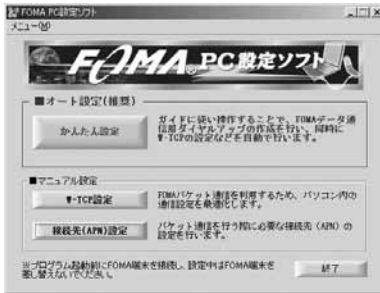 FOMA PC設定ソフト
メニュー(M)
FOMA® PC設定ソフト
■オート設定(推奨)
かんたん設定
ガイドに従い操作することで、FOMAデータ通
信用ダイヤルアップの作成を行い、同時に
W-TCPの設定などを自動で行います。
■マニュアル設定
W-TCP設定
FOMAパケット通信を利用するため、パソコン内の
通信設定を最適化します。
接続先(APN)設定
パケット通信を行う際に必要な接続先(APN)の
設定を行います。
※プログラム起動前にFOMA端末を接続し、設定中はFOMA端末を
差し替えないでください。
終了